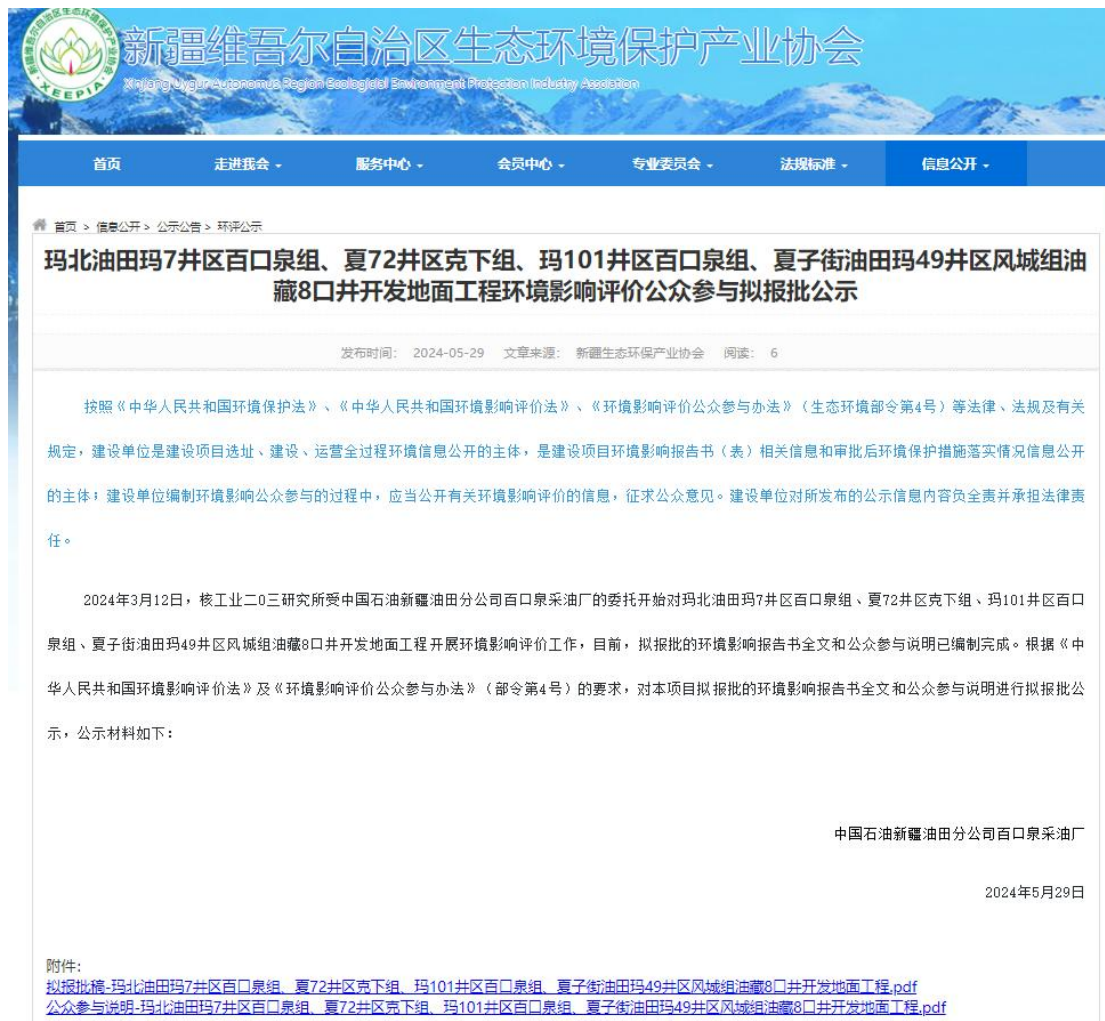 新疆维吾尔自治区生态环境保护产业协会
XEEPIA
首页 走进我会 服务中心 会员中心 专业委员会 法规标准 信息公开
首页 > 信息公开 > 公示公告 > 环评公示
玛北油田玛7井区百口泉组、夏72井区克下组、玛101井区百口泉组、夏子街油田玛49井区风城组油
藏8口井开发地面工程环境影响评价公众参与拟报批公示
发布时间： 2024-05-29 文章来源： 新疆生态环保产业协会 阅读： 6
按照《中华人民共和国环境保护法》、《中华人民共和国环境影响评价法》、《环境影响评价公众参与办法》（生态环境部令第4号）等法律、法规及有关
规定，建设单位是建设项目选址、建设、运营全过程环境信息公开的主体，是建设项目环境影响报告书（表）相关信息和审批后环境保护措施落实情况信息公开
的主体；建设单位编制环境影响公众参与的过程中，应当公开有关环境影响评价的信息，征求公众意见。建设单位对所发布的公示信息内容负全责并承担法律责
任。
2024年3月12日，核工业二0三研究所受中国石油新疆油田分公司百口泉采油厂的委托开始对玛北油田玛7井区百口泉组、夏72井区克下组、玛101井区百口
泉组、夏子街油田玛49井区风城组油藏8口井开发地面工程开展环境影响评价工作，目前，拟报批的环境影响报告书全文和公众参与说明已编制完成。根据《中
华人民共和国环境影响评价法》及《环境影响评价公众参与办法》（部令第4号）的要求，对本项目拟报批的环境影响报告书全文和公众参与说明进行拟报批公
示，公示材料如下：
中国石油新疆油田分公司百口泉采油厂
2024年5月29日
附件：
拟报批稿-玛北油田玛7井区百口泉组、夏72井区克下组、玛101井区百口泉组、夏子街油田玛49井区风城组油藏8口井开发地面工程.pdf
公众参与说明-玛北油田玛7井区百口泉组、夏72井区克下组、玛101井区百口泉组、夏子街油田玛49井区风城组油藏8口井开发地面工程.pdf